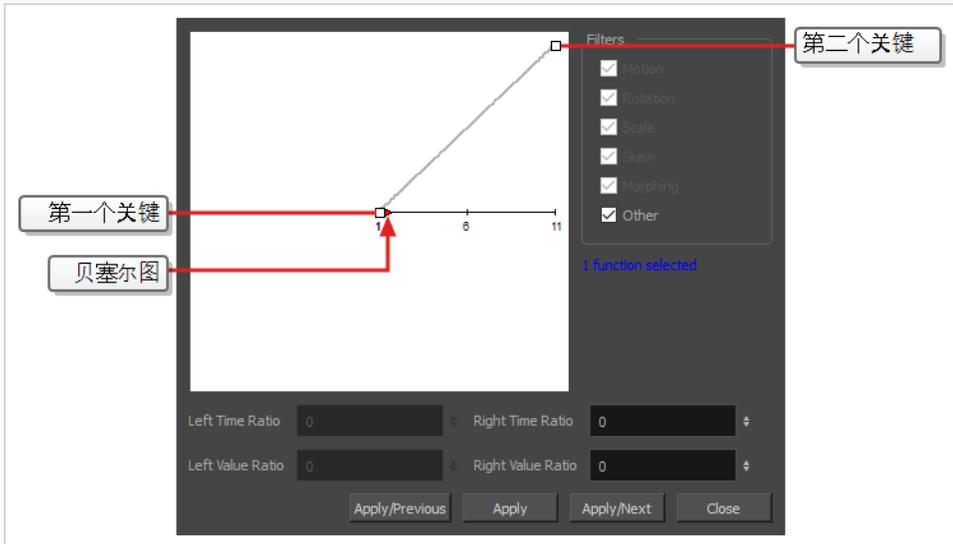 第二个关键
Filters
Motion
Rotation
Scale
Skew
Morphing
Other
第一个关键
1
6
11
贝塞尔图
1 function selected
Left Time Ratio 0 Right Time Ratio 0
Left Value Ratio 0 Right Value Ratio 0
Apply/Previous Apply Apply/Next Close